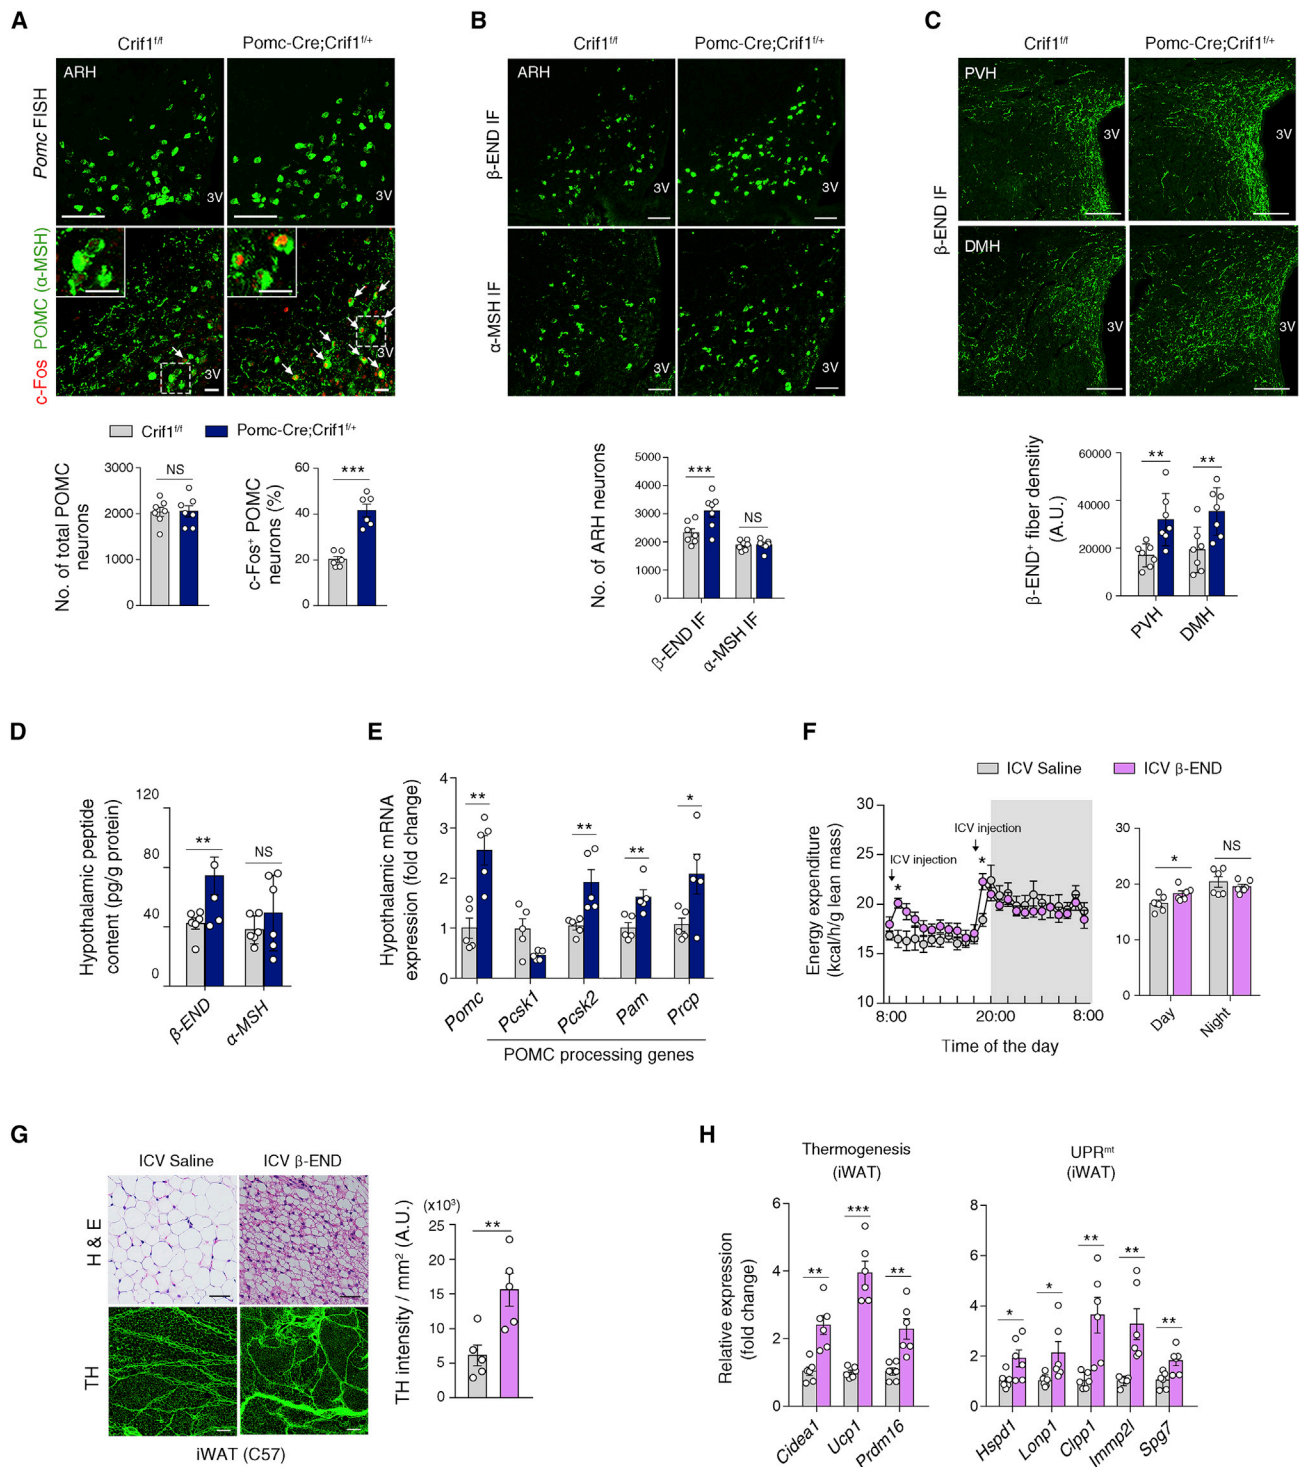 A
Crif1f/f
Pomc-Cre;Crif1f/+
Pomc FISH
ARH
3V
3V
c-Fos POMC (α-MSH)
3V
3V
Crif1f/f
Pomc-Cre;Crif1f/+
No. of total POMC
neurons
3000
2000
1000
0
NS
c-Fos+ POMC
neurons (%)
60
40
20
0
***
B
Crif1f/f
Pomc-Cre;Crif1f/+
β-END IF
3V
3V
α-MSH IF
3V
3V
No. of ARH neurons
5000
4000
3000
2000
1000
0
***
NS
β-END IF
α-MSH IF
C
Crif1f/f
Pomc-Cre;Crif1f/+
β-END IF
PVH
3V
3V
DMH
3V
3V
β-END+ fiber densitiy
(A.U.)
60000
40000
20000
0
**
**
PVH
DMH
D
Hypothalamic peptide
content (pg/g protein)
120
80
40
0
**
NS
β-END
α-MSH
E
Hypothalamic mRNA
expression (fold change)
4
3
2
1
0
**
**
**
*
Pomc
Pcsk1
Pcsk2
Pam
Prcp
POMC processing genes
F
ICV Saline
ICV β-END
Energy expenditure
(kcal/h/g lean mass)
30
25
20
15
10
ICV injection
ICV injection
*
*
8:00
20:00
8:00
Time of the day
30
20
10
0
*
NS
Day
Night
G
ICV Saline
ICV β-END
H & E
TH
iWAT (C57)
TH intensity / mm2 (A.U.)
(x103)
25
20
15
10
5
0
**
H
Thermogenesis
(iWAT)
Relative expression
(fold change)
6
4
2
0
**
***
**
Cidea1
Ucp1
Prdm16
UPRmt
(iWAT)
8
6
4
2
0
*
*
**
**
**
Hspd1
Lonp1
Clpp1
Immp2l
Spg7